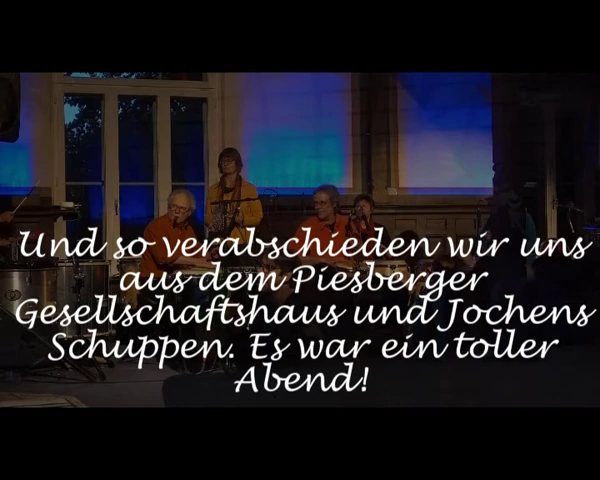 Und so verabschieden wir uns
aus dem Piesberger
Gesellschaftshaus und Jochens
Schuppen. Es war ein toller
Abend!